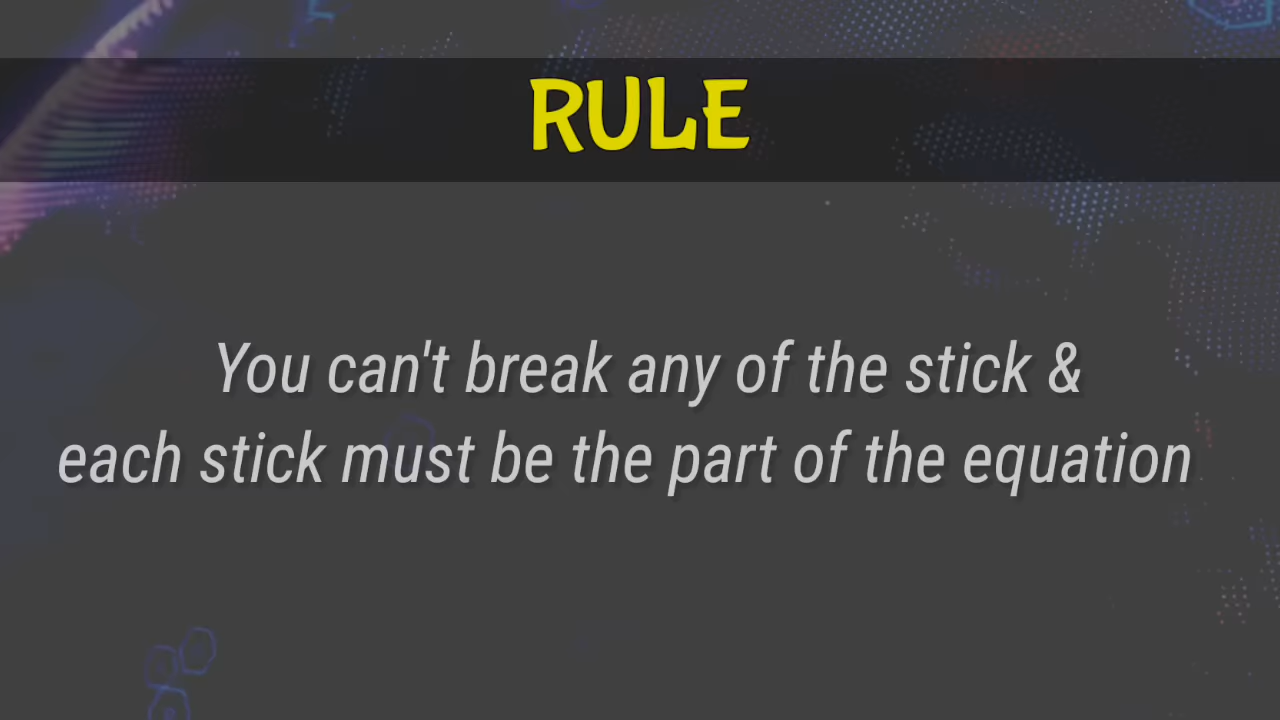 RULE
You can't break any of the stick &
each stick must be the part of the equation